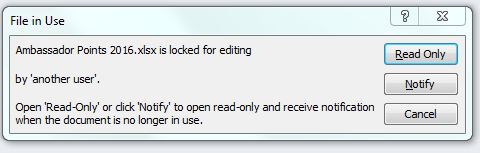 File in Use
Ambassador Points 2016.xlsx is locked for editing
Read Only
by 'another user'.
Notify
Open 'Read-Only' or click 'Notify' to open read-only and receive notification
when the document is no longer in use.
Cancel